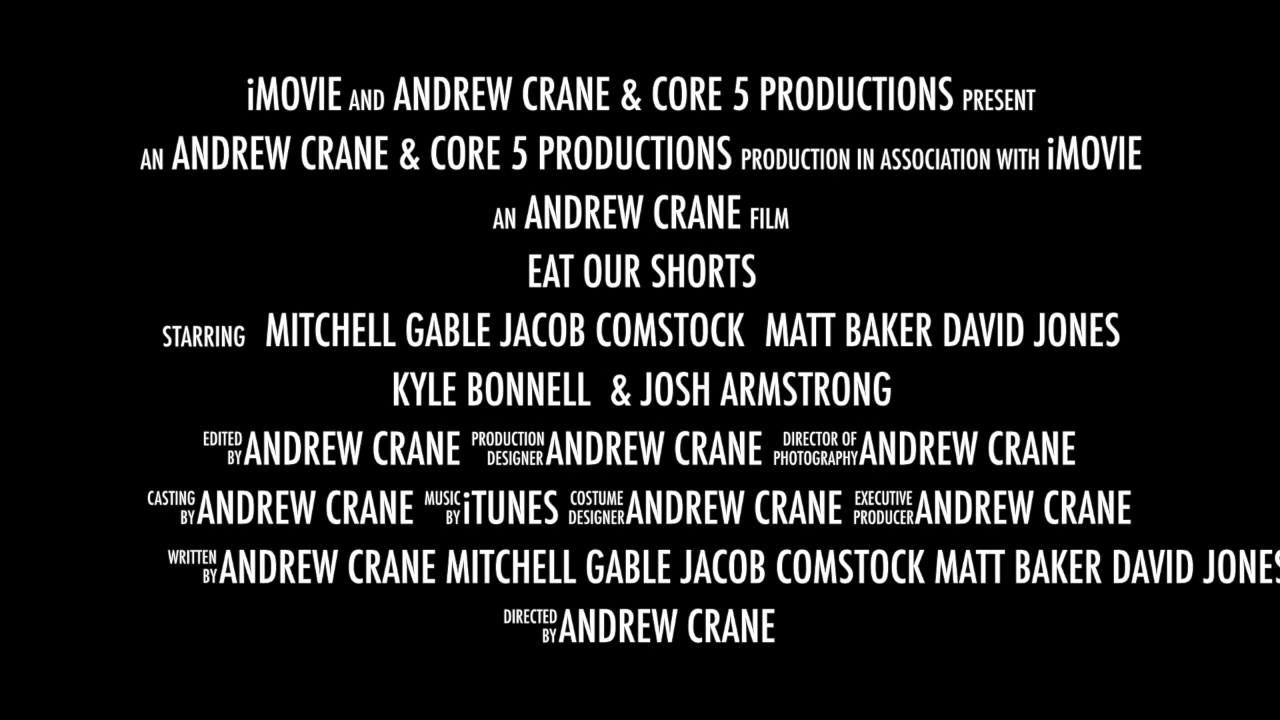 iMOVIE AND ANDREW CRANE & CORE 5 PRODUCTIONS PRESENT
AN ANDREW CRANE & CORE 5 PRODUCTIONS PRODUCTION IN ASSOCIATION WITH iMOVIE
AN ANDREW CRANE FILM
EAT OUR SHORTS
STARRING MITCHELL GABLE JACOB COMSTOCK MATT BAKER DAVID JONES
KYLE BONNELL & JOSH ARMSTRONG
EDITED BY ANDREW CRANE PRODUCTION DESIGNER ANDREW CRANE DIRECTOR OF PHOTOGRAPHY ANDREW CRANE
CASTING BY ANDREW CRANE MUSIC BY iTUNES COSTUME DESIGNER ANDREW CRANE EXECUTIVE PRODUCER ANDREW CRANE
WRITTEN BY ANDREW CRANE MITCHELL GABLE JACOB COMSTOCK MATT BAKER DAVID JONES
DIRECTED BY ANDREW CRANE